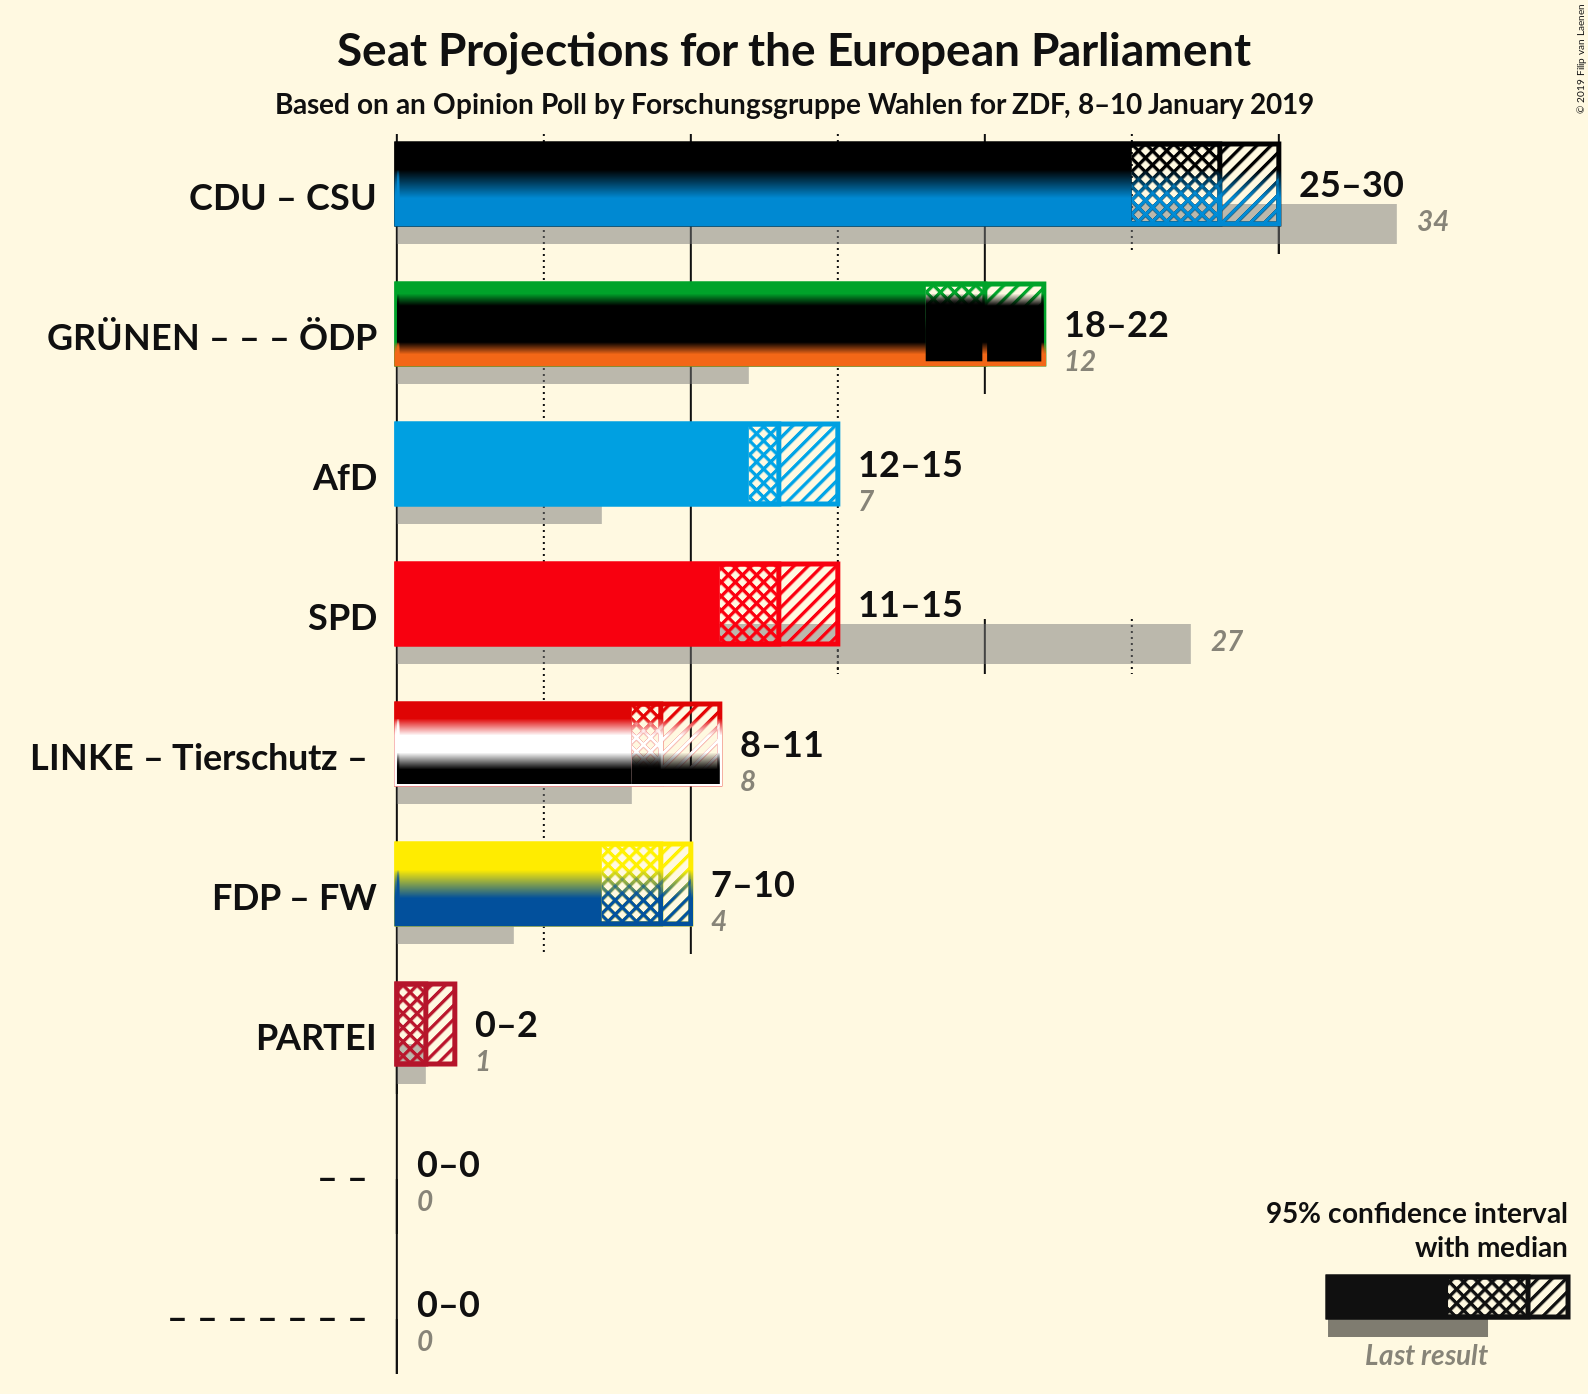 Seat Projections for the European Parliament
Based on an Opinion Poll by Forschungsgruppe Wahlen for ZDF, 8–10 January 2019
© 2019 Filip van Laenen
CDU – CSU
25–30
34
GRÜNEN – – – ÖDP
18–22
12
AfD
12–15
7
SPD
11–15
27
LINKE – Tierschutz –
8–11
8
FDP – FW
7–10
4
PARTEI
0–2
1
– –
0–0
0
– – – – – – –
0–0
0
95% confidence interval
with median
Last result